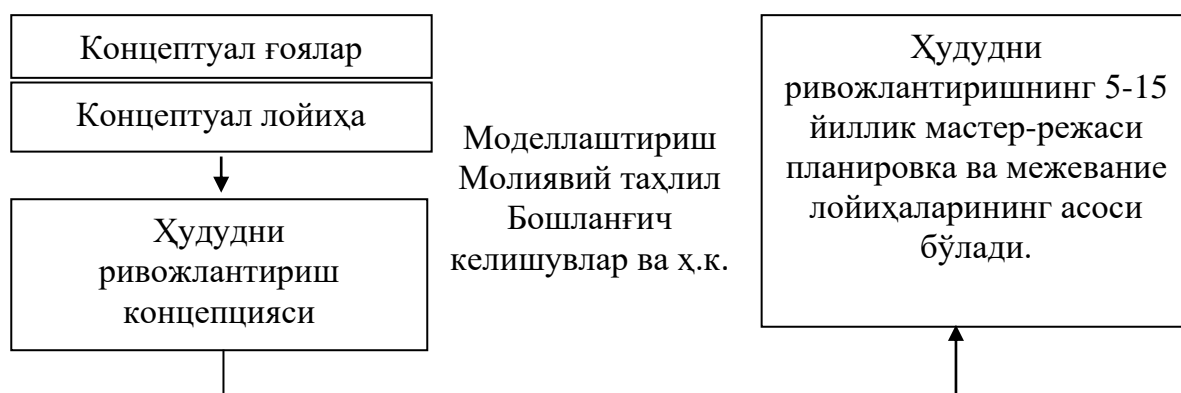 Концептуал ғоялар
Концептуал лойиҳа
Ҳудудни
ривожлантириш
концепцияси
Моделлаштириш
Молиявий таҳлил
Бошланғич
келишувлар ва ҳ.к.
Ҳудудни
ривожлантиришнинг 5-15
йиллик мастер-режаси
планировка ва межевание
лойиҳаларининг асоси
бўлади.